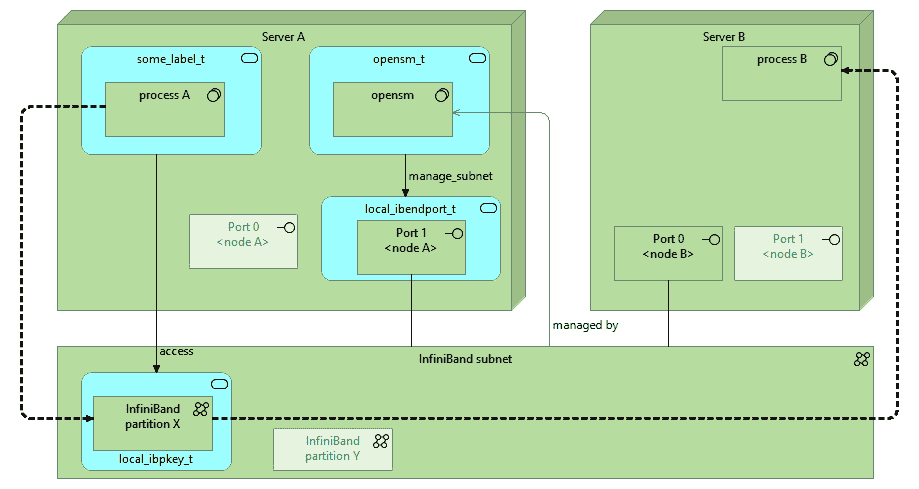 Server A
Server B
some_label_t
opensm_t
process A
opensm
process B
manage_subnet
local_ibendport_t
Port 0
<node A>
Port 1
<node A>
Port 0
<node B>
Port 1
<node B>
managed by
access
InfiniBand subnet
InfiniBand
partition X
local_ibpkey_t
InfiniBand
partition Y